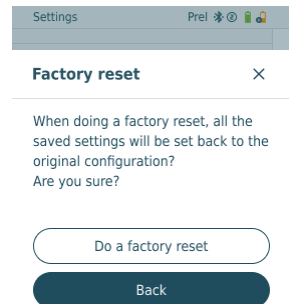 Settings Prel
Factory reset
When doing a factory reset, all the
saved settings will be set back to the
original configuration?
Are you sure?
Do a factory reset
Back